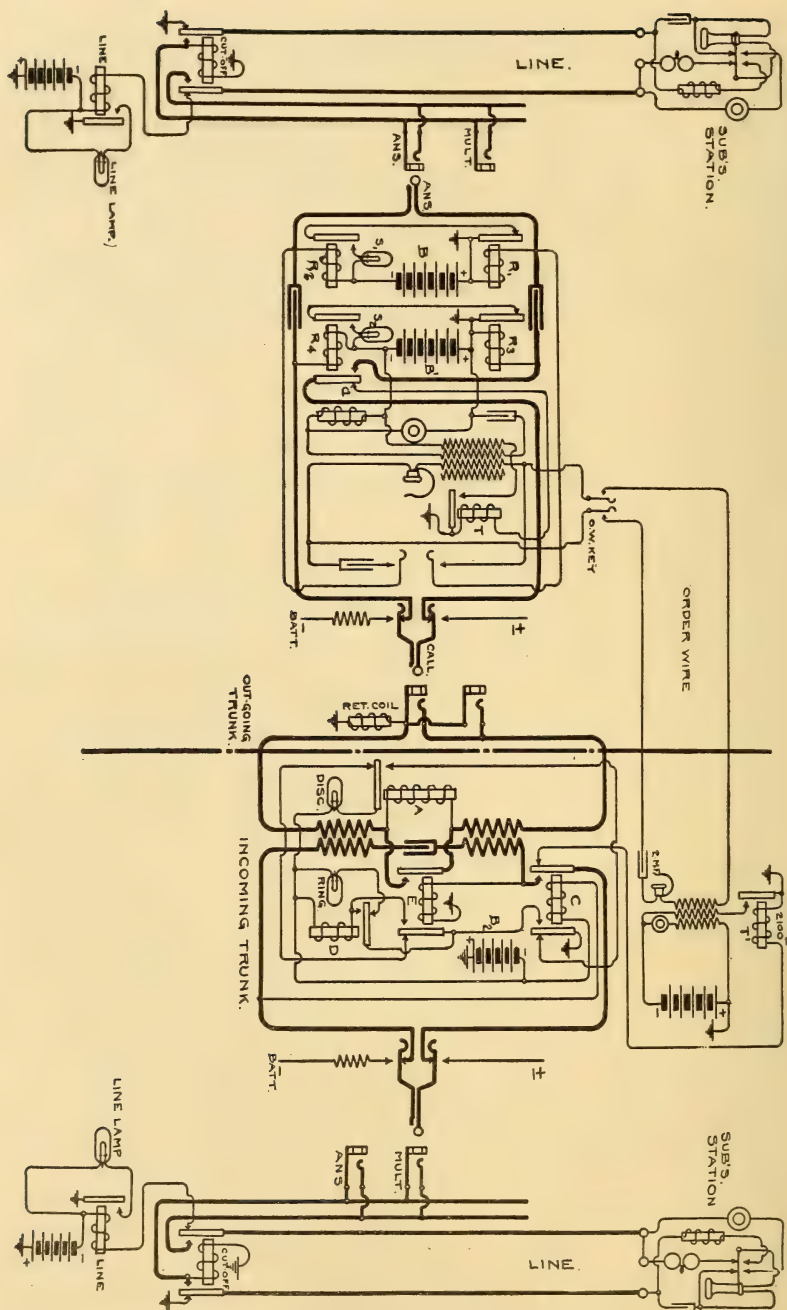 SUB'S.
STATION.
LINE.
CUT-OFF
LINE
+
-
LINE LAMP.)
ANS.
MULT.
ANS.
S₁
B
R₂
R₁
-
+
S₂
B'
R₄
R₃
-
+
a
T
O.W. KEY
ORDER WIRE
BATT.
-
CALL.
±
OUT-GOING
TRUNK.
RET. COIL
DISC.
A
RING
E
C
D
B₂
-
+
INCOMING TRUNK.
2 M.F.
2100
T'
-
+
BATT.
-
±
ANS
MULT.
LINE LAMP
LINE
CUT-OFF
+
-
LINE.
SUB'S.
STATION